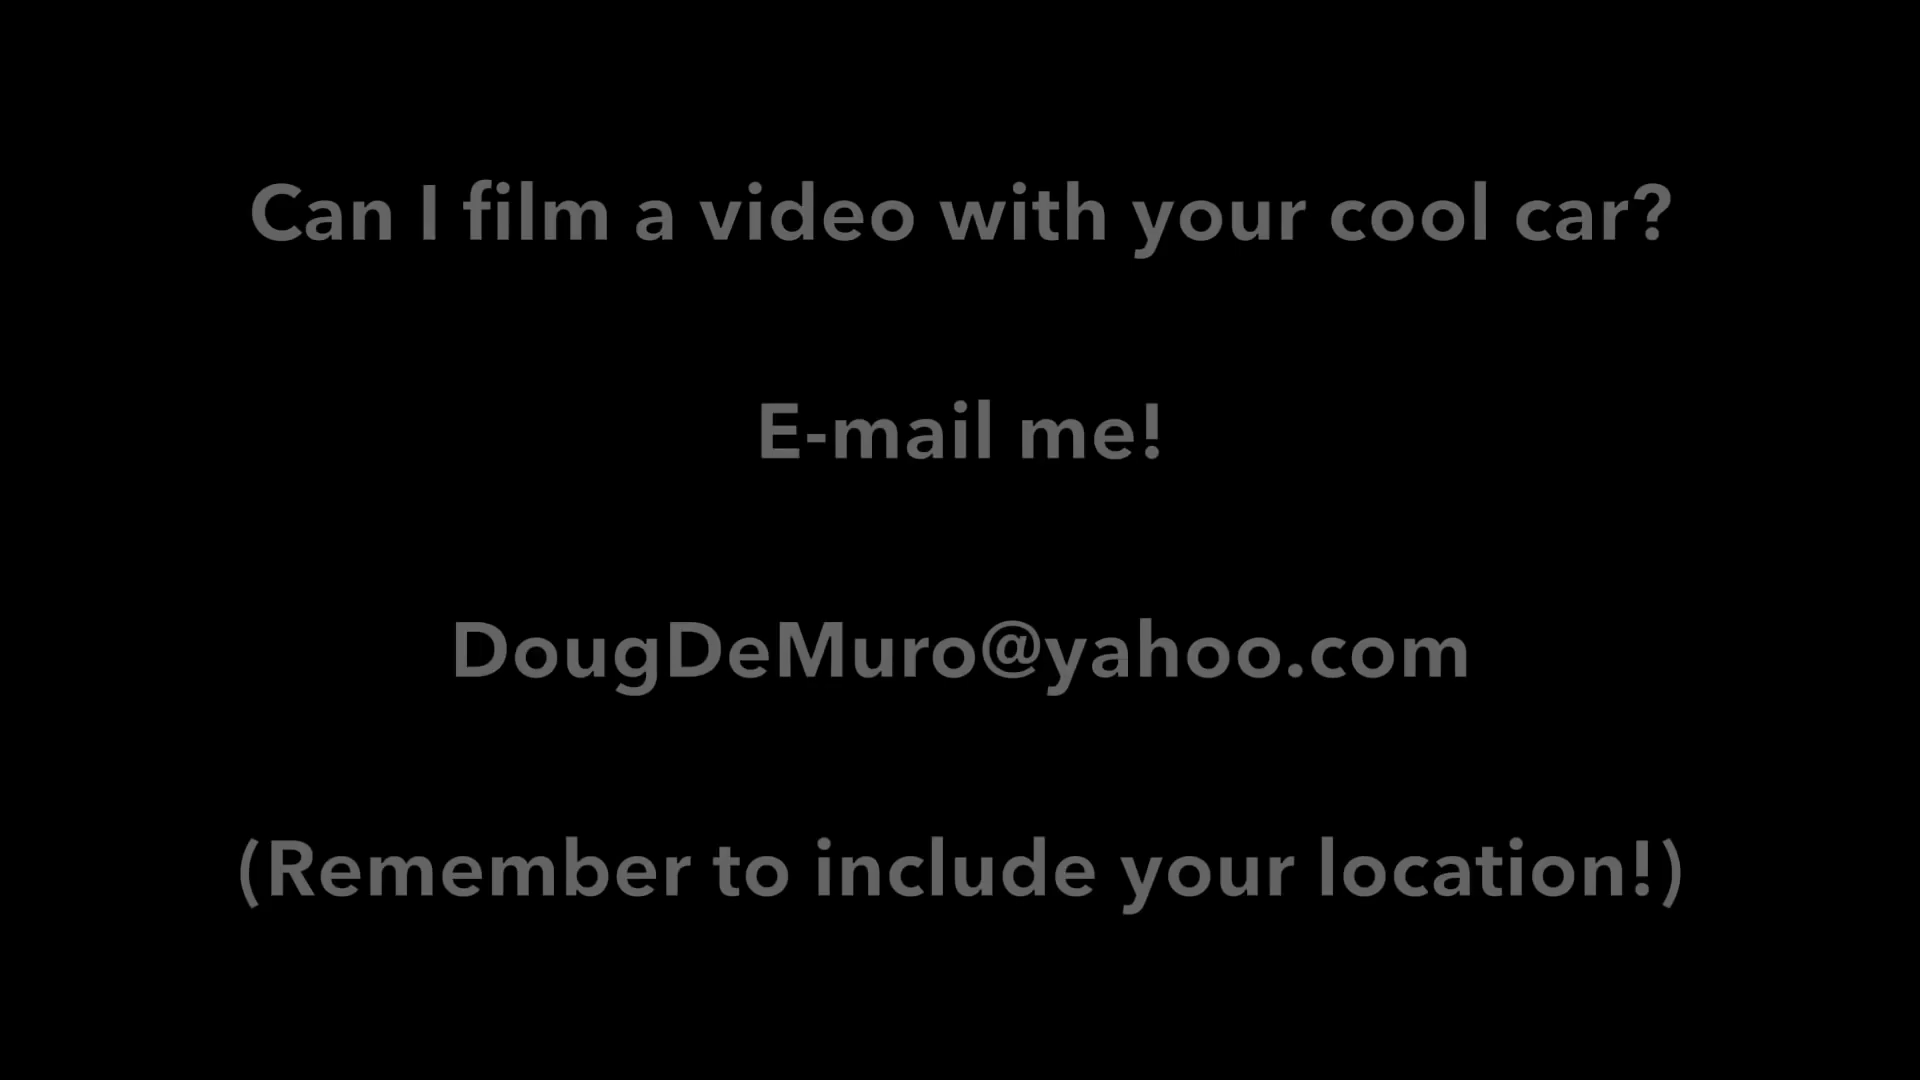 Can I film a video with your cool car?
E-mail me!
DougDeMuro@yahoo.com
(Remember to include your location!)